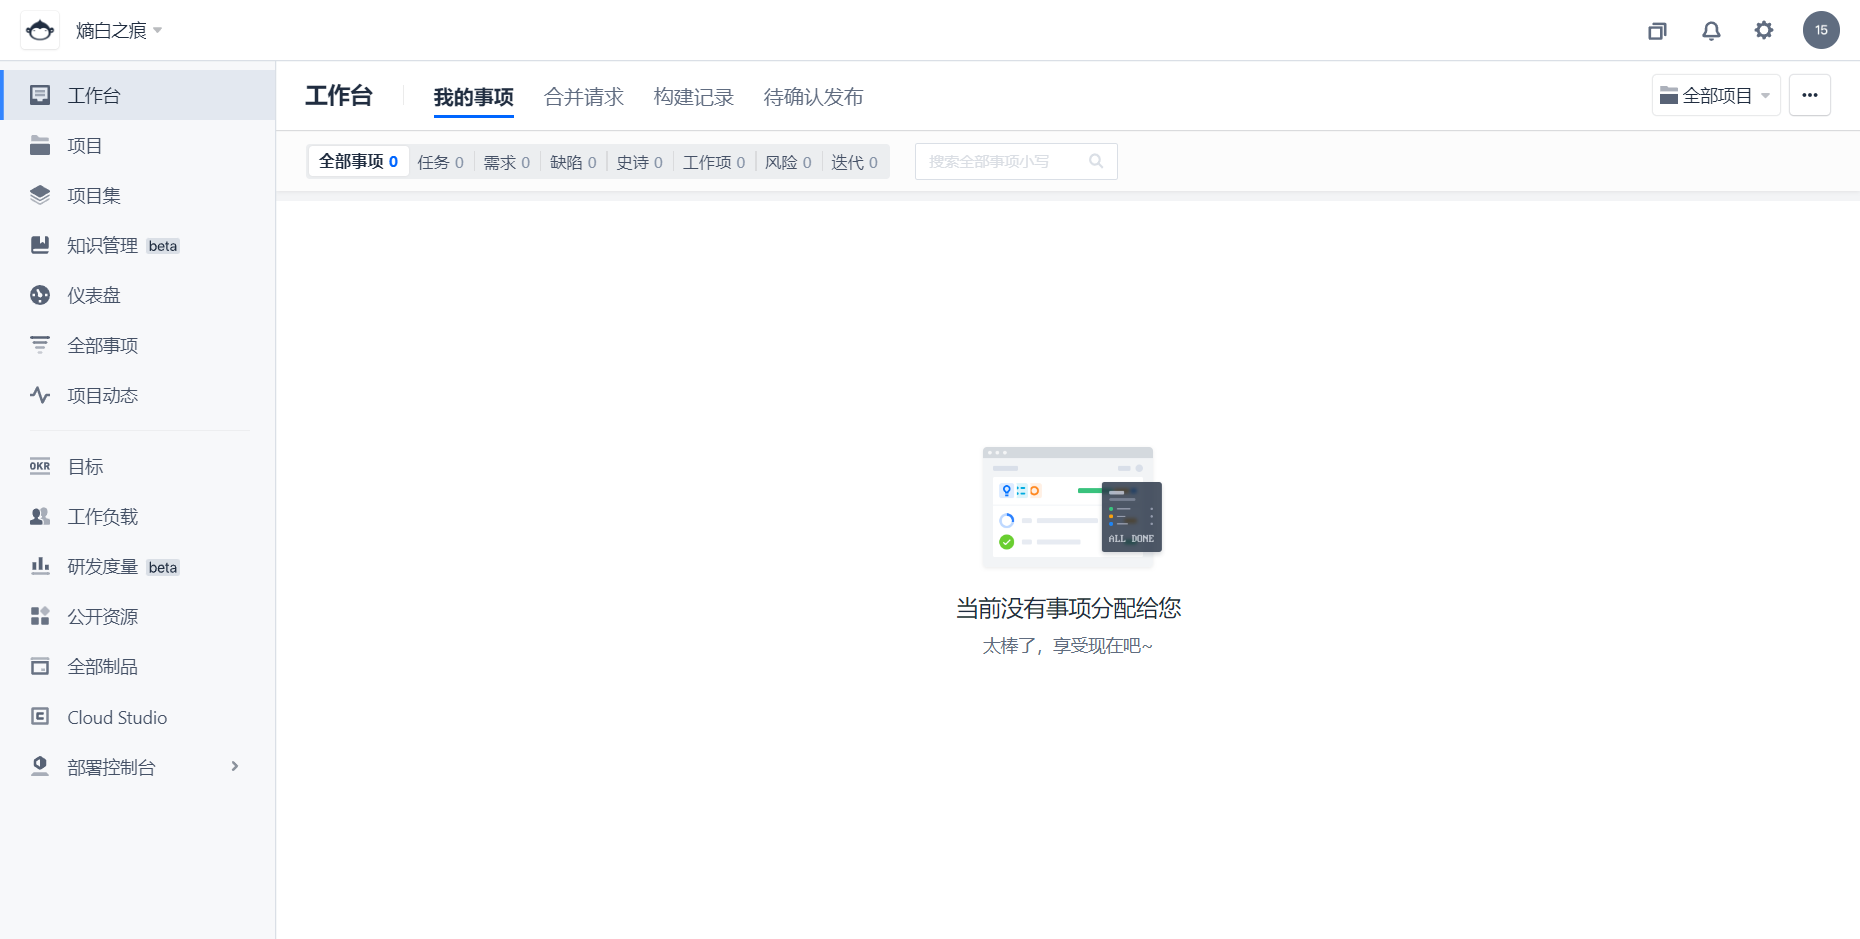 熵白之痕
15
工作台
项目
项目集
知识管理 beta
仪表盘
全部事项
项目动态
OKR 目标
工作负载
研发度量 beta
公开资源
全部制品
Cloud Studio
部署控制台
工作台
我的事项 合并请求 构建记录 待确认发布
全部项目
全部事项 0 任务 0 需求 0 缺陷 0 史诗 0 工作项 0 风险 0 迭代 0
搜索全部事项小写
ALL DONE
当前没有事项分配给您
太棒了，享受现在吧~